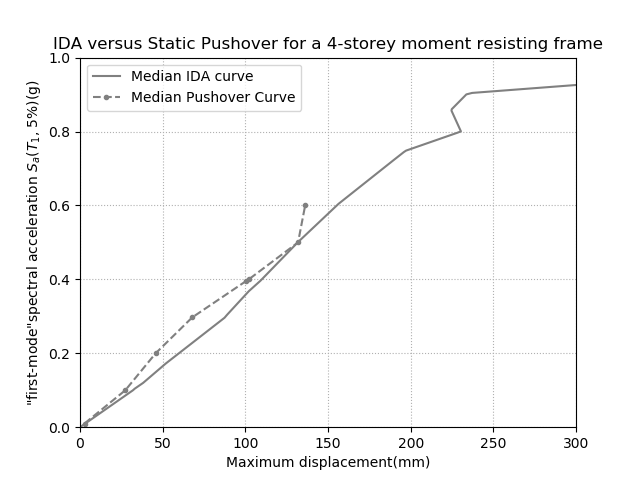 IDA versus Static Pushover for a 4-storey moment resisting frame
Median IDA curve
Median Pushover Curve
"first-mode"spectral acceleration Sₐ(T₁, 5%)(g)
1.0
0.8
0.6
0.4
0.2
0.0
0 50 100 150 200 250 300
Maximum displacement(mm)